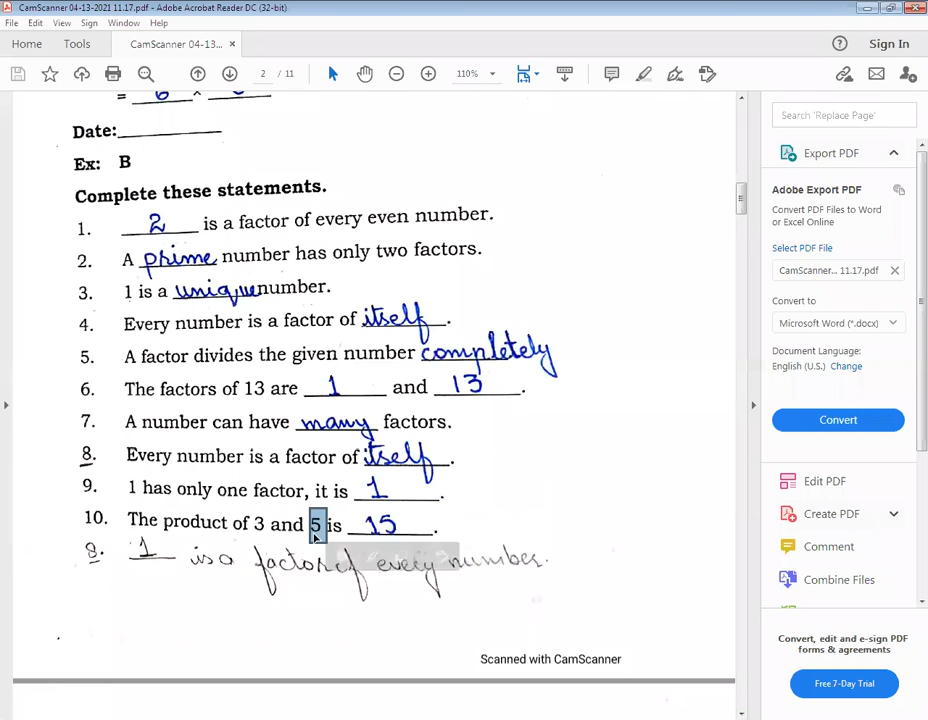 CamScanner 04-13-2021 11.17.pdf - Adobe Acrobat Reader DC (32-bit)
File Edit View Sign Window Help
Home Tools CamScanner 04-13... × Sign In
2 / 11 110%
= 6 ×
Date:
Ex: B
Complete these statements.
1. 2 is a factor of every even number.
2. A prime number has only two factors.
3. 1 is a unique number.
4. Every number is a factor of itself.
5. A factor divides the given number completely
6. The factors of 13 are 1 and 13.
7. A number can have many factors.
8. Every number is a factor of itself.
9. 1 has only one factor, it is 1.
10. The product of 3 and 5 is 15.
8. 1 is a factor of every number.
Scanned with CamScanner
Search 'Replace Page'
Export PDF
Adobe Export PDF
Convert PDF Files to Word
or Excel Online
Select PDF File
CamScanner... 11.17.pdf ×
Convert to
Microsoft Word (*.docx)
Document Language:
English (U.S.) Change
Convert
Edit PDF
Create PDF
Comment
Combine Files
Convert, edit and e-sign PDF
forms & agreements
Free 7-Day Trial